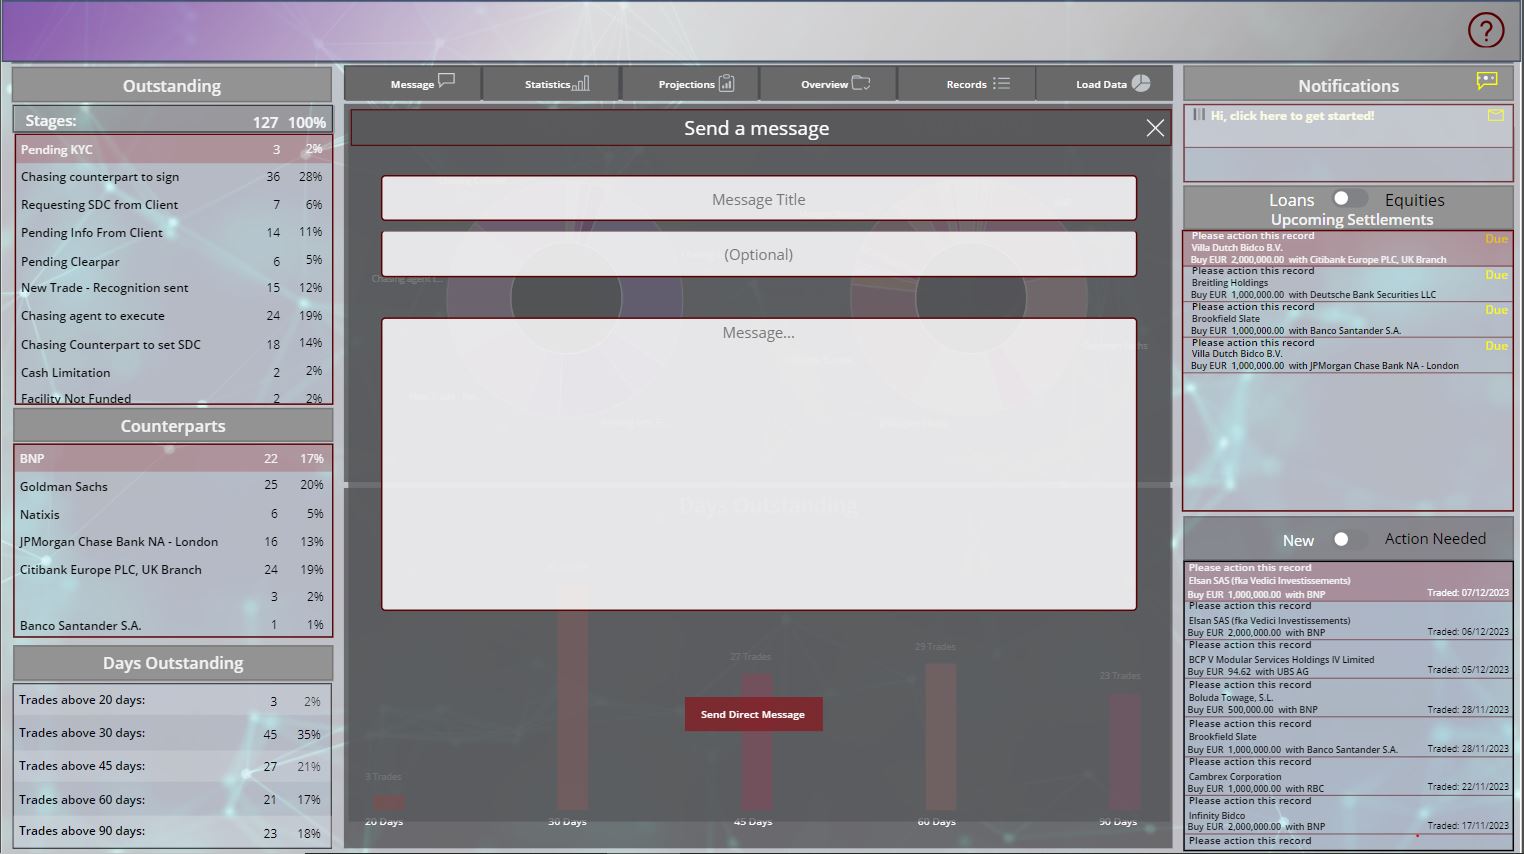 ?
Outstanding
Stages: 127 100%
Pending KYC 3 2%
Chasing counterpart to sign 36 28%
Requesting SDC from Client 7 6%
Pending Info From Client 14 11%
Pending Clearpar 6 5%
New Trade - Recognition sent 15 12%
Chasing agent to execute 24 19%
Chasing Counterpart to set SDC 18 14%
Cash Limitation 2 2%
Facility Not Funded 2 2%
Counterparts
BNP 22 17%
Goldman Sachs 25 20%
Natixis 6 5%
JPMorgan Chase Bank NA - London 16 13%
Citibank Europe PLC, UK Branch 24 19%
3 2%
Banco Santander S.A. 1 1%
Days Outstanding
Trades above 20 days: 3 2%
Trades above 30 days: 45 35%
Trades above 45 days: 27 21%
Trades above 60 days: 21 17%
Trades above 90 days: 23 18%
Message Statistics Projections Overview Records Load Data
Send a message
Message Title
(Optional)
Chasing agent t...
Message...
Days Outstanding
27 Trades
29 Trades
23 Trades
Send Direct Message
3 Trades
20 Days 30 Days 45 Days 60 Days 90 Days
Notifications
Hi, click here to get started!
Loans Equities
Upcoming Settlements
Please action this record Due
Villa Dutch Bidco B.V.
Buy EUR 2,000,000.00 with Citibank Europe PLC, UK Branch
Please action this record Due
Breitling Holdings
Buy EUR 1,000,000.00 with Deutsche Bank Securities LLC
Please action this record Due
Brookfield Slate
Buy EUR 1,000,000.00 with Banco Santander S.A.
Please action this record Due
Villa Dutch Bidco B.V.
Buy EUR 1,000,000.00 with JPMorgan Chase Bank NA - London
New Action Needed
Please action this record
Elsan SAS (fka Vedici Investissements)
Buy EUR 1,000,000.00 with BNP Traded: 07/12/2023
Please action this record
Elsan SAS (fka Vedici Investissements)
Buy EUR 2,000,000.00 with BNP Traded: 06/12/2023
Please action this record
BCP V Modular Services Holdings IV Limited
Buy EUR 94.62 with UBS AG Traded: 05/12/2023
Please action this record
Boluda Towage, S.L.
Buy EUR 500,000.00 with BNP Traded: 28/11/2023
Please action this record
Brookfield Slate
Buy EUR 1,000,000.00 with Banco Santander S.A. Traded: 28/11/2023
Please action this record
Cambrex Corporation
Buy EUR 1,000,000.00 with RBC Traded: 22/11/2023
Please action this record
Infinity Bidco
Buy EUR 2,000,000.00 with BNP Traded: 17/11/2023
Please action this record